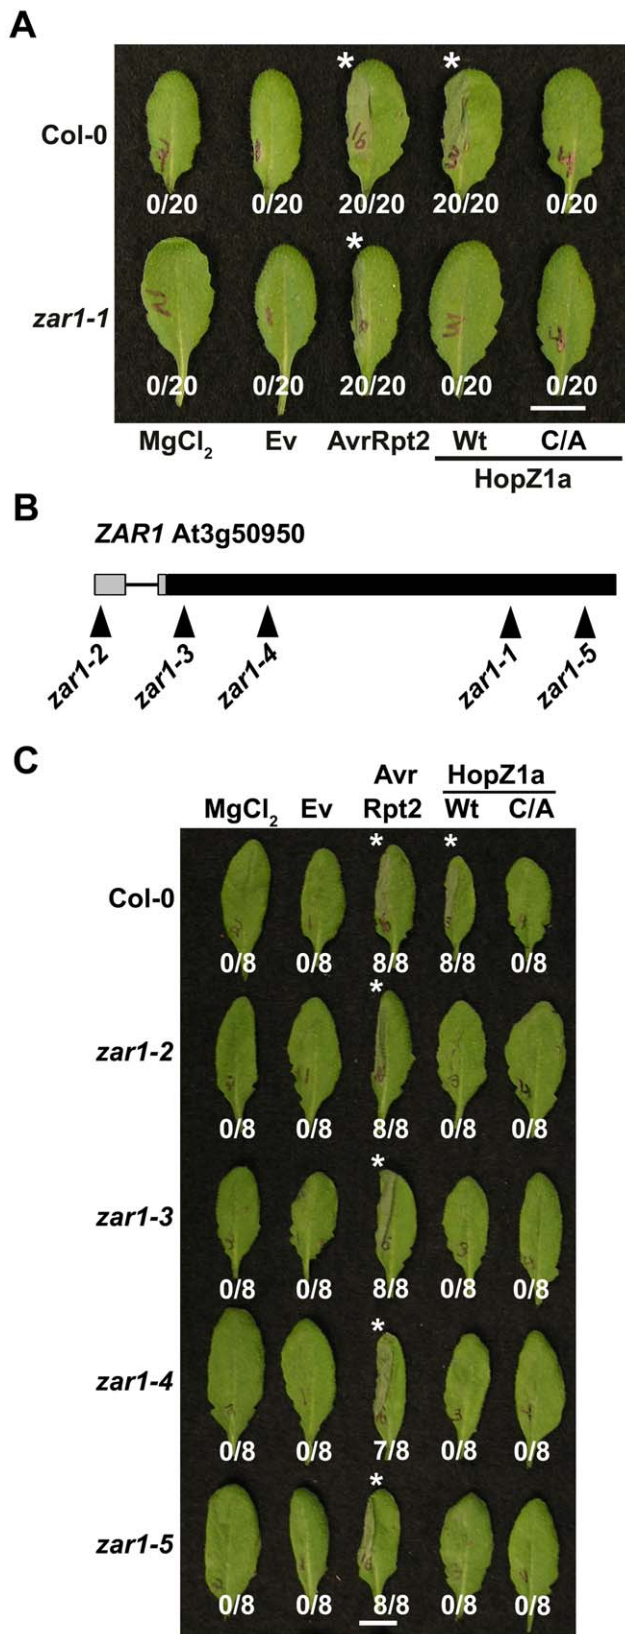 A
* *
Col-0
0/20 0/20 20/20 20/20 0/20
*
zar1-1
0/20 0/20 20/20 0/20 0/20
MgCl₂ Ev AvrRpt2 Wt C/A
HopZ1a
B
ZAR1 At3g50950
zar1-2 zar1-3 zar1-4 zar1-1 zar1-5
C
Avr HopZ1a
MgCl₂ Ev Rpt2 Wt C/A
* *
Col-0
0/8 0/8 8/8 8/8 0/8
*
zar1-2
0/8 0/8 8/8 0/8 0/8
*
zar1-3
0/8 0/8 8/8 0/8 0/8
*
zar1-4
0/8 0/8 7/8 0/8 0/8
*
zar1-5
0/8 0/8 8/8 0/8 0/8